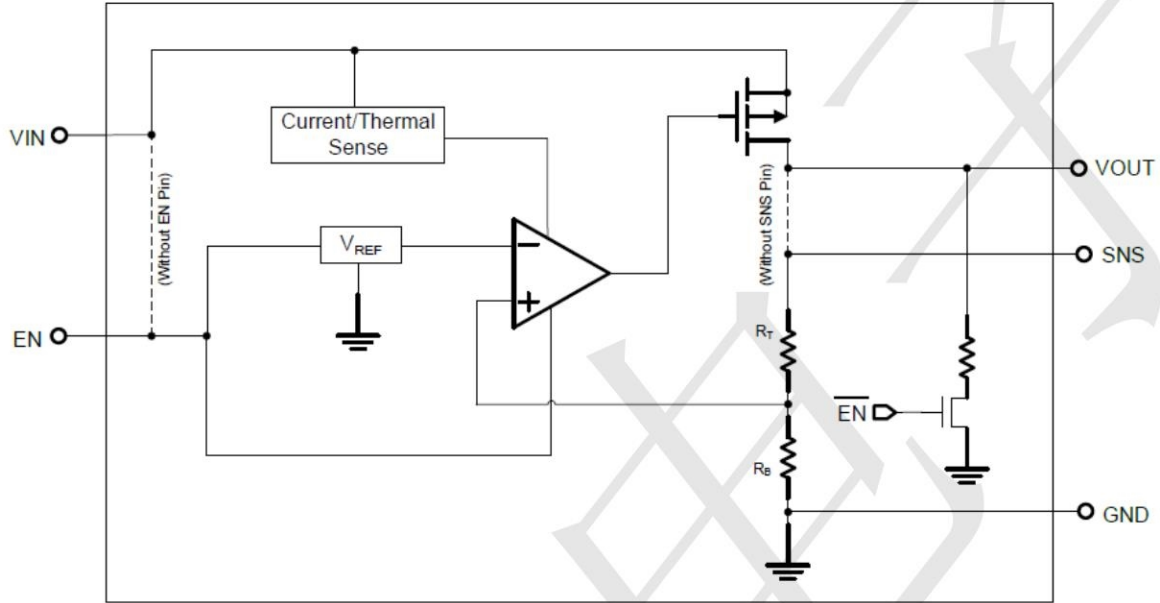 Current/Thermal
Sense
VIN
VOUT
(Without EN Pin)
(Without SNS Pin)
VREF
−
SNS
+
EN
RT
EN
RB
GND